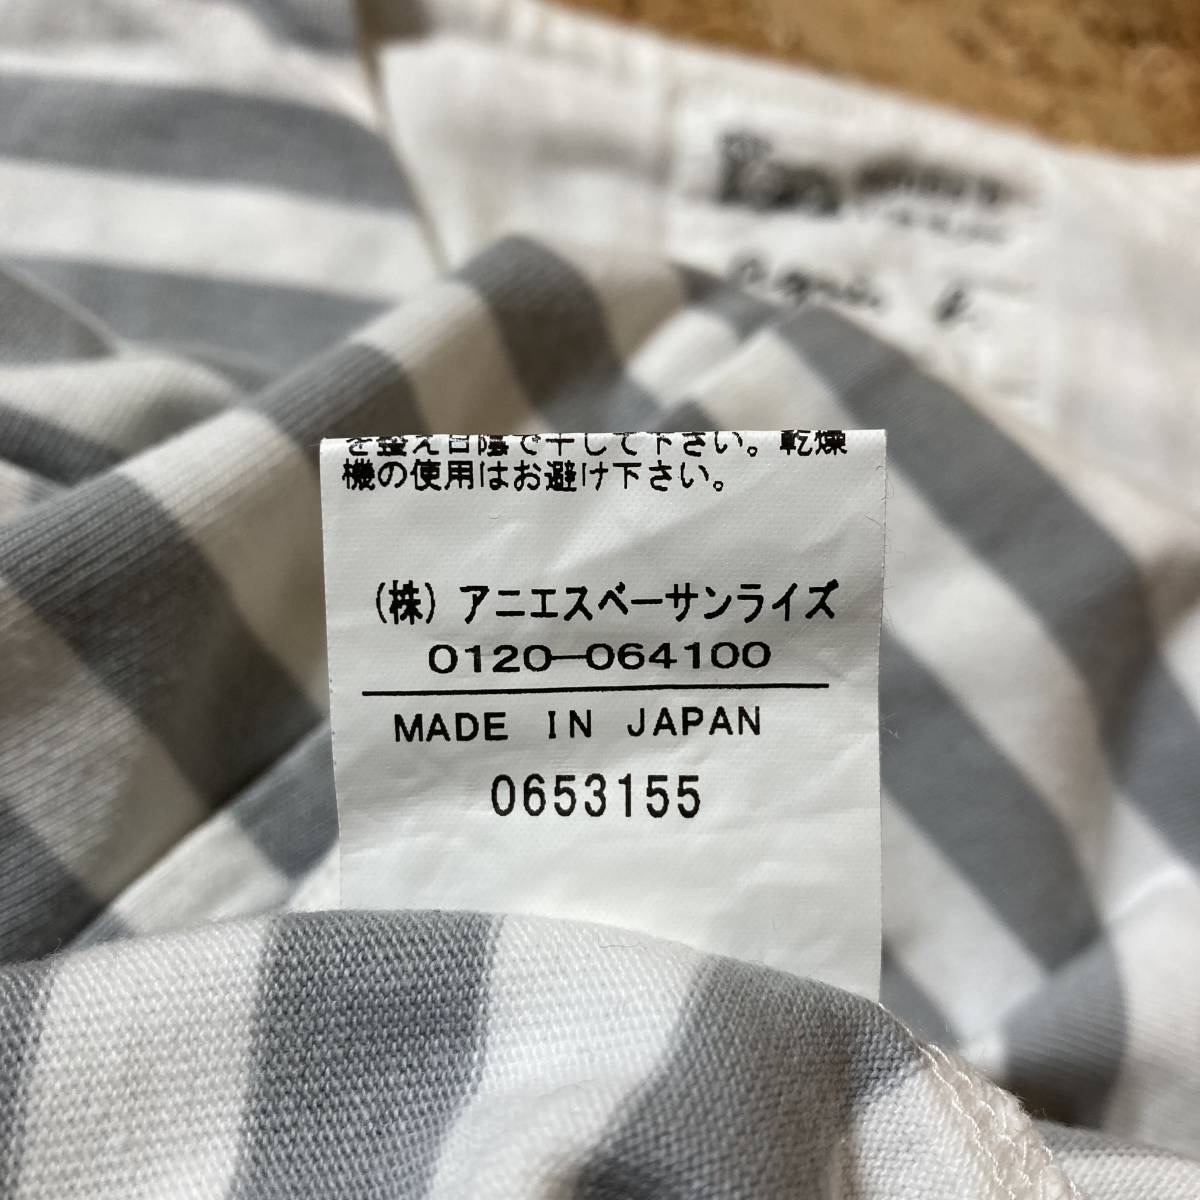 agnès b.
を整え日陰で干して下さい。乾燥
機の使用はお避け下さい。
(株) アニエスベーサンライズ
0120-064100
MADE IN JAPAN
0653155